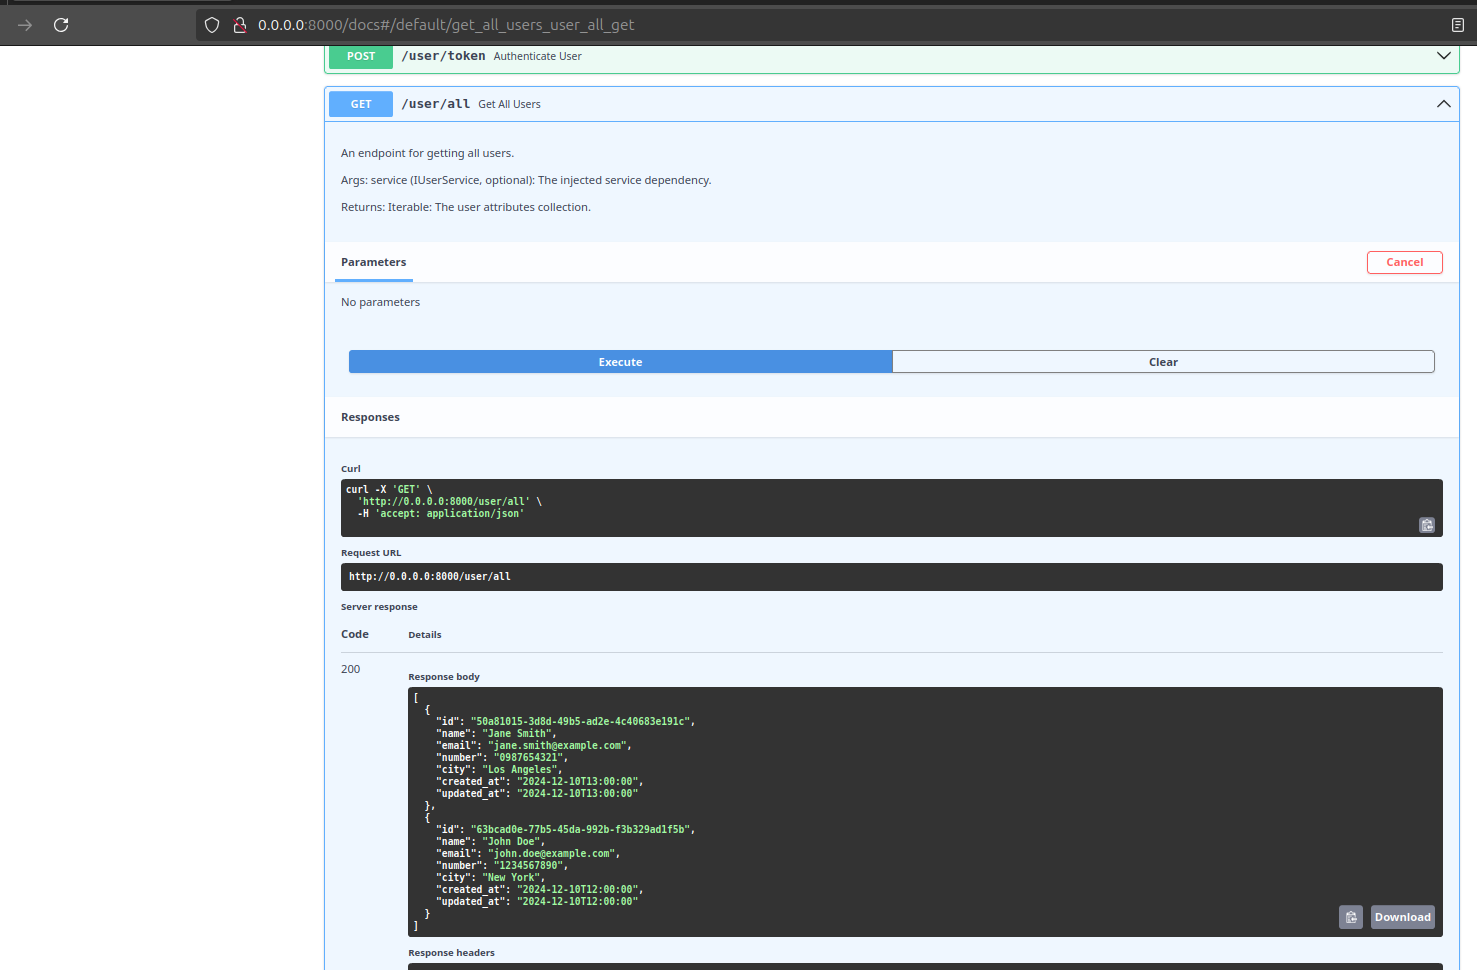 0.0.0.0:8000/docs#/default/get_all_users_user_all_get
POST /user/token Authenticate User
GET /user/all Get All Users
An endpoint for getting all users.
Args: service (IUserService, optional): The injected service dependency.
Returns: Iterable: The user attributes collection.
Parameters
Cancel
No parameters
Execute
Clear
Responses
Curl
curl -X 'GET' \
  'http://0.0.0.0:8000/user/all' \
  -H 'accept: application/json'
Request URL
http://0.0.0.0:8000/user/all
Server response
Code Details
200
Response body
[
  {
    "id": "50a81015-3d8d-49b5-ad2e-4c40683e191c",
    "name": "Jane Smith",
    "email": "jane.smith@example.com",
    "number": "0987654321",
    "city": "Los Angeles",
    "created_at": "2024-12-10T13:00:00",
    "updated_at": "2024-12-10T13:00:00"
  },
  {
    "id": "63bcad0e-77b5-45da-992b-f3b329ad1f5b",
    "name": "John Doe",
    "email": "john.doe@example.com",
    "number": "1234567890",
    "city": "New York",
    "created_at": "2024-12-10T12:00:00",
    "updated_at": "2024-12-10T12:00:00"
  }
]
Download
Response headers